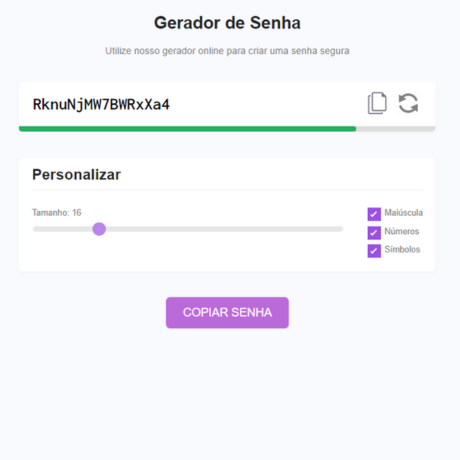 Gerador de Senha
Utilize nosso gerador online para criar uma senha segura
RknuNjMW7BWRxXa4
Personalizar
Tamanho: 16
Maiúscula
Números
Símbolos
COPIAR SENHA